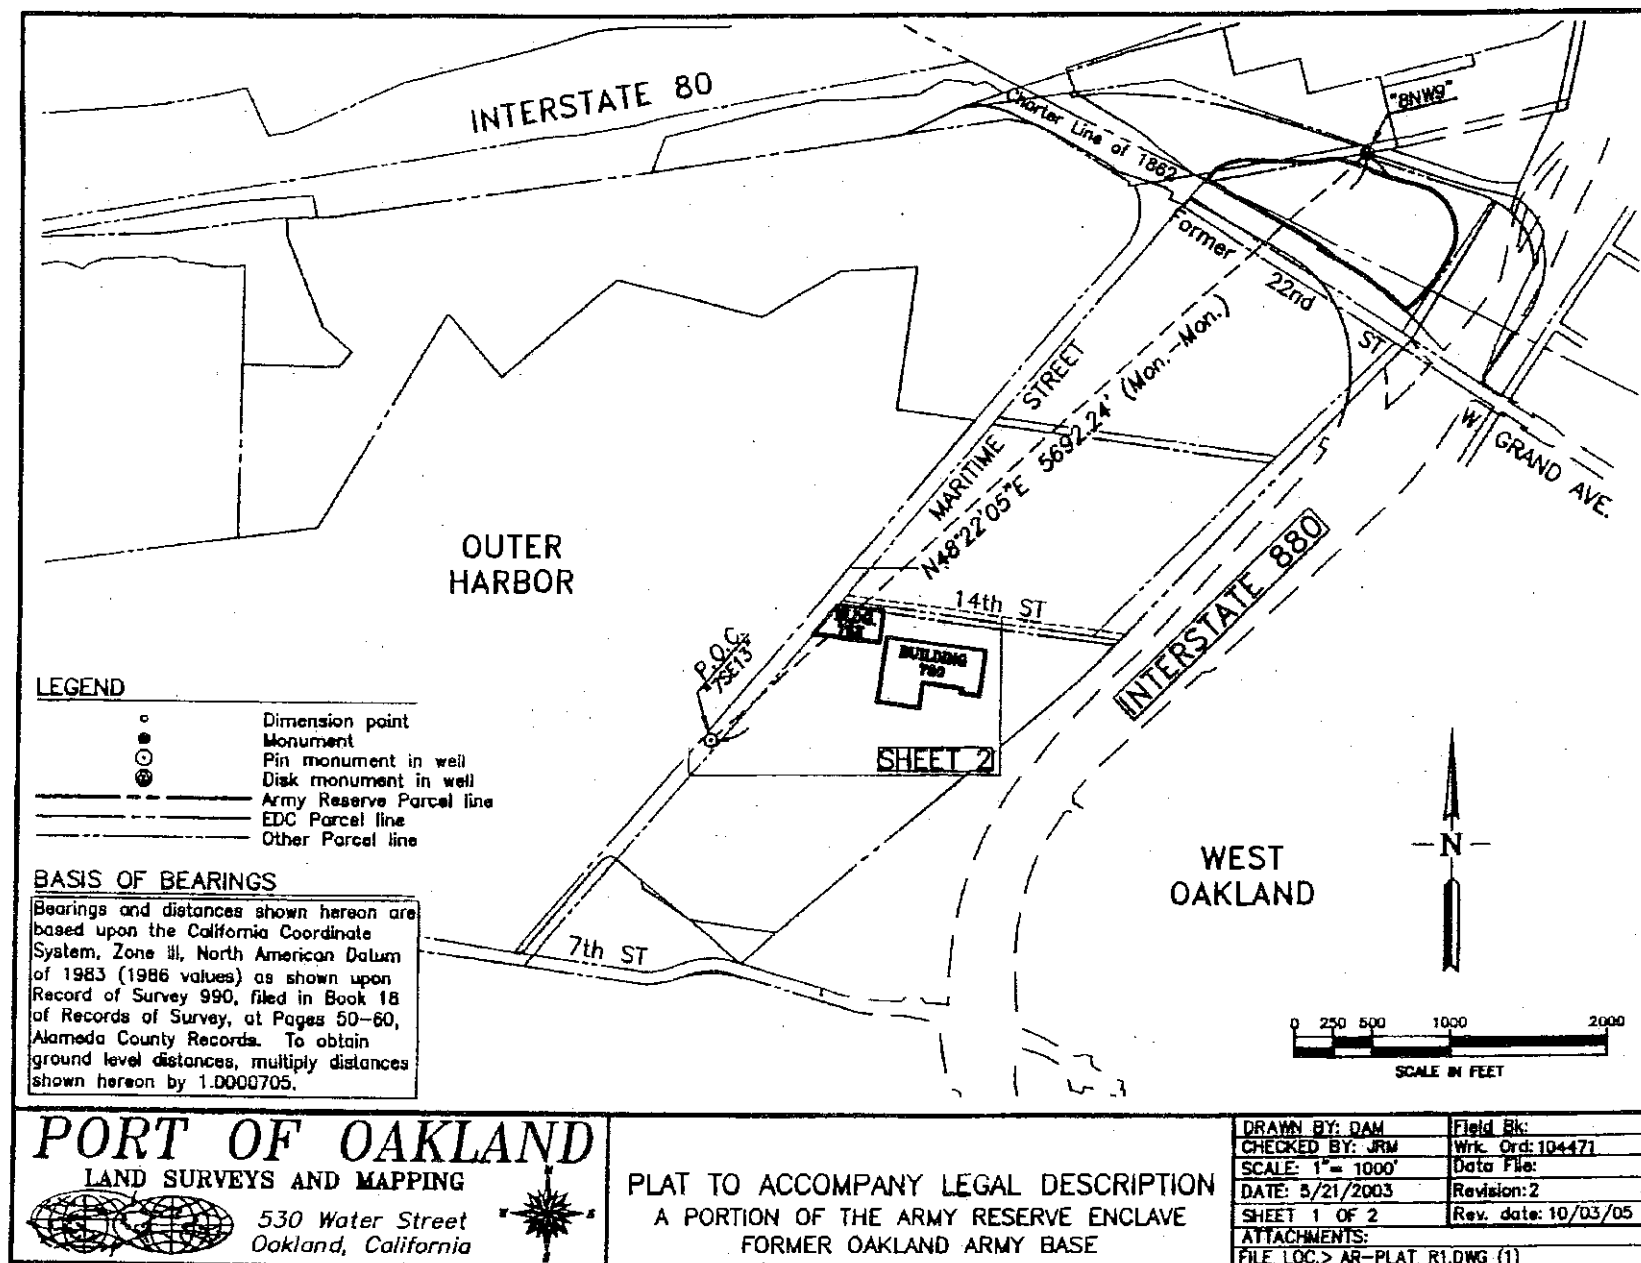 INTERSTATE 80
"8NW9"
Charter Line of 1862
Former 22nd ST
MARITIME STREET
N48°22'05"E 5692.24' (Mon.-Mon.)
W. GRAND AVE.
OUTER
HARBOR
INTERSTATE 880
14th ST
BUILDING
P.O.C.
"7SE13"
SHEET 2
7th ST
WEST
OAKLAND
LEGEND
Dimension point
Monument
Pin monument in well
Disk monument in well
Army Reserve Parcel line
EDC Parcel line
Other Parcel line
BASIS OF BEARINGS
Bearings and distances shown hereon are
based upon the California Coordinate
System, Zone III, North American Datum
of 1983 (1986 values) as shown upon
Record of Survey 990, filed in Book 18
of Records of Survey, at Pages 50-60,
Alameda County Records. To obtain
ground level distances, multiply distances
shown hereon by 1.0000705.
N
0 250 500 1000 2000
SCALE IN FEET
PORT OF OAKLAND
LAND SURVEYS AND MAPPING
530 Water Street
Oakland, California
PLAT TO ACCOMPANY LEGAL DESCRIPTION
A PORTION OF THE ARMY RESERVE ENCLAVE
FORMER OAKLAND ARMY BASE
DRAWN BY: DAM
Field Bk:
CHECKED BY: JRM
Wrk. Ord: 104471
SCALE: 1"= 1000'
Data File:
DATE: 5/21/2003
Revision: 2
SHEET 1 OF 2
Rev. date: 10/03/05
ATTACHMENTS:
FILE LOC.> AR-PLAT_R1.DWG (1)